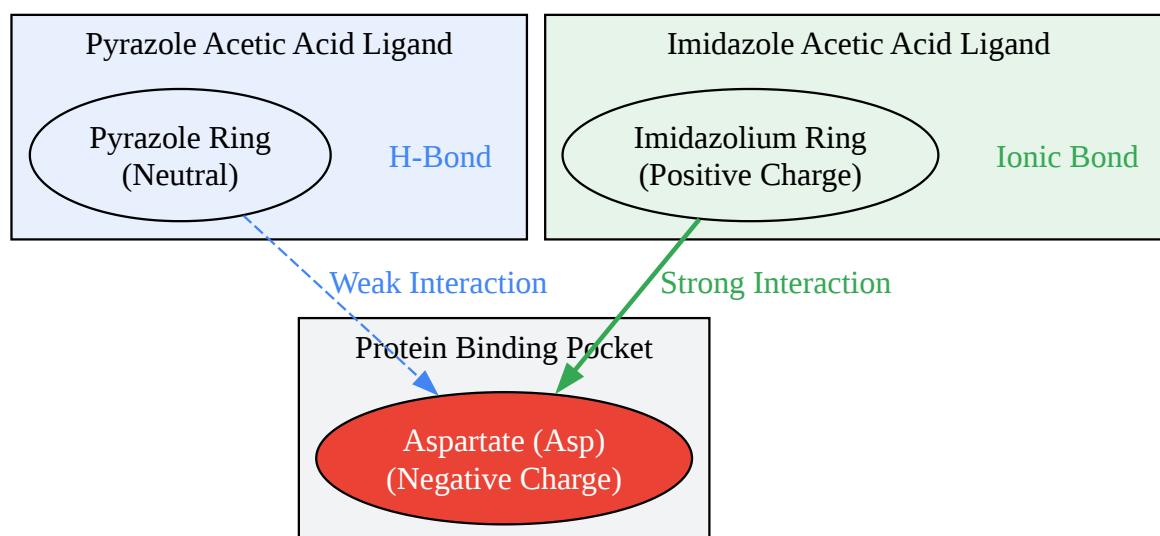 Pyrazole Acetic Acid Ligand
Pyrazole Ring
(Neutral)
H-Bond
Imidazole Acetic Acid Ligand
Imidazolium Ring
(Positive Charge)
Ionic Bond
Weak Interaction
Strong Interaction
Protein Binding Pocket
Aspartate (Asp)
(Negative Charge)